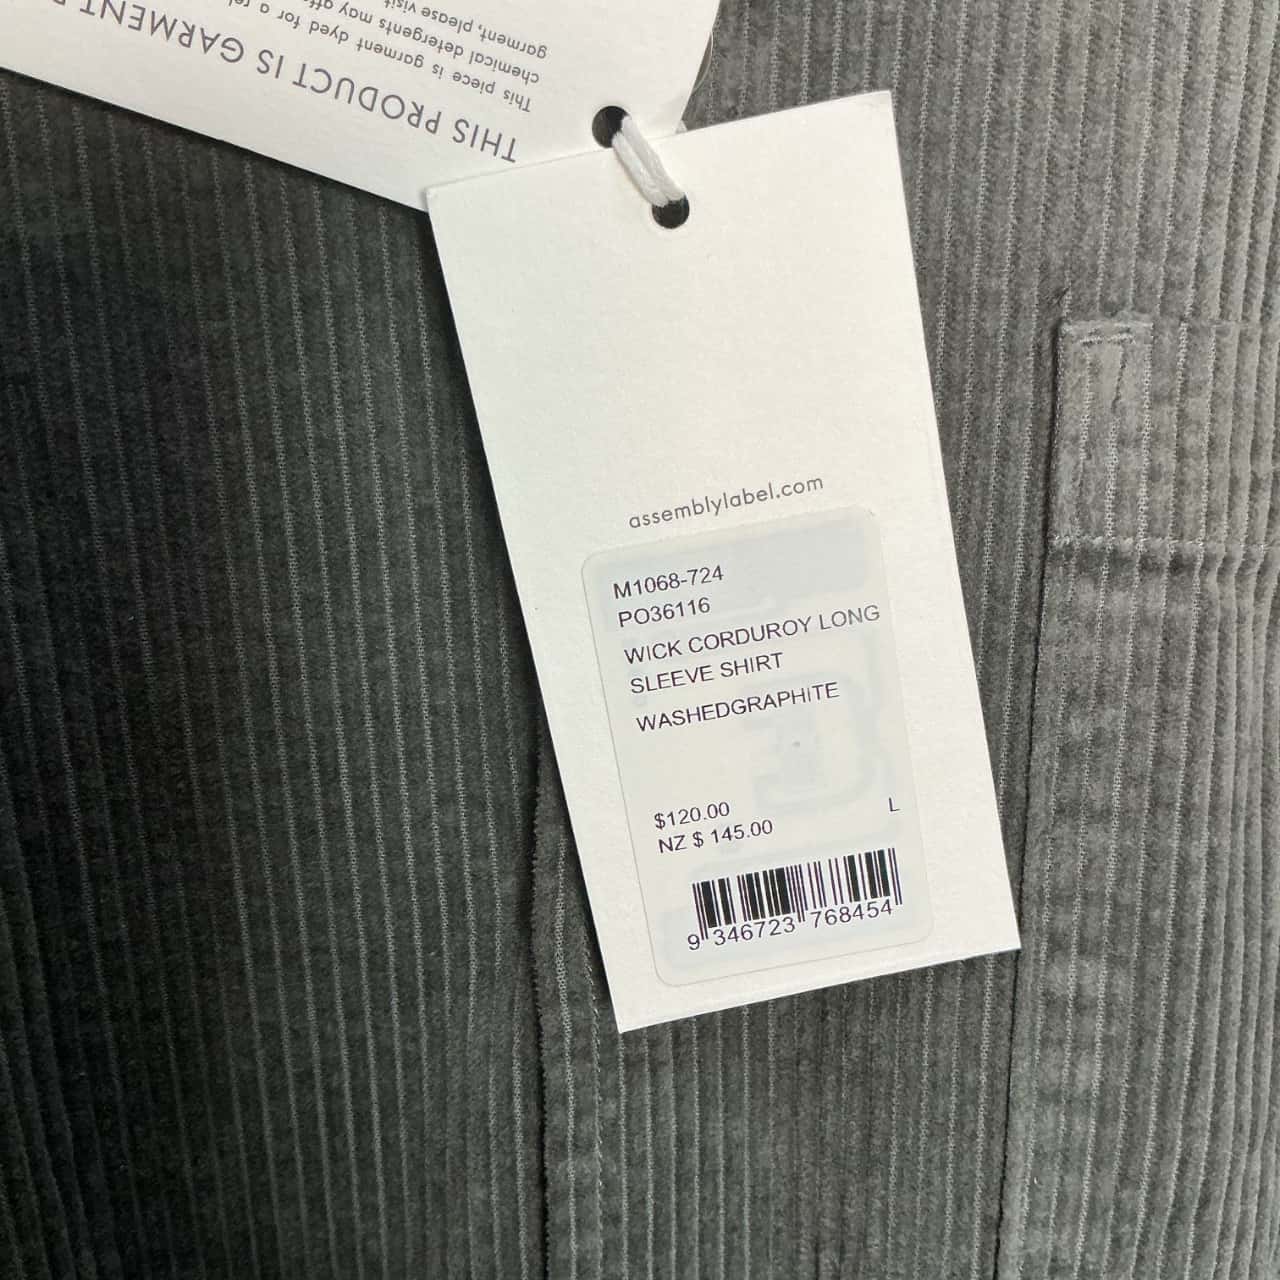 THIS PRODUCT IS GARMENT
This piece is garment dyed for a
chemical detergents may
garment, please visit
assemblylabel.com
M1068-724
PO36116
WICK CORDUROY LONG
SLEEVE SHIRT
WASHEDGRAPHITE
$120.00
NZ $ 145.00 L
9 346723 768454